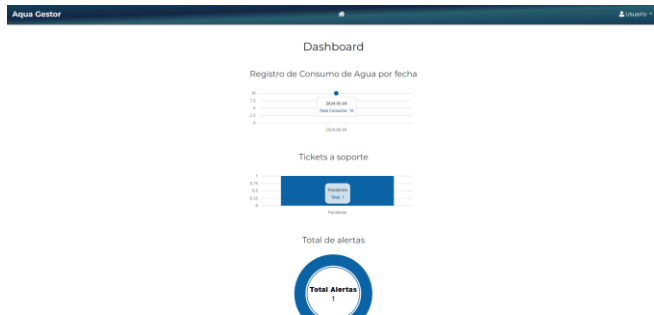 Aqua Gestor
Usuario
Dashboard
Registro de Consumo de Agua por fecha
10
7.5
5
2.5
0
2024-05-04
Total Consumo: 10
2024-05-04
Tickets a soporte
1
0.75
0.5
0.25
0
Pendiente
Total: 1
Pendiente
Total de alertas
Total Alertas
1